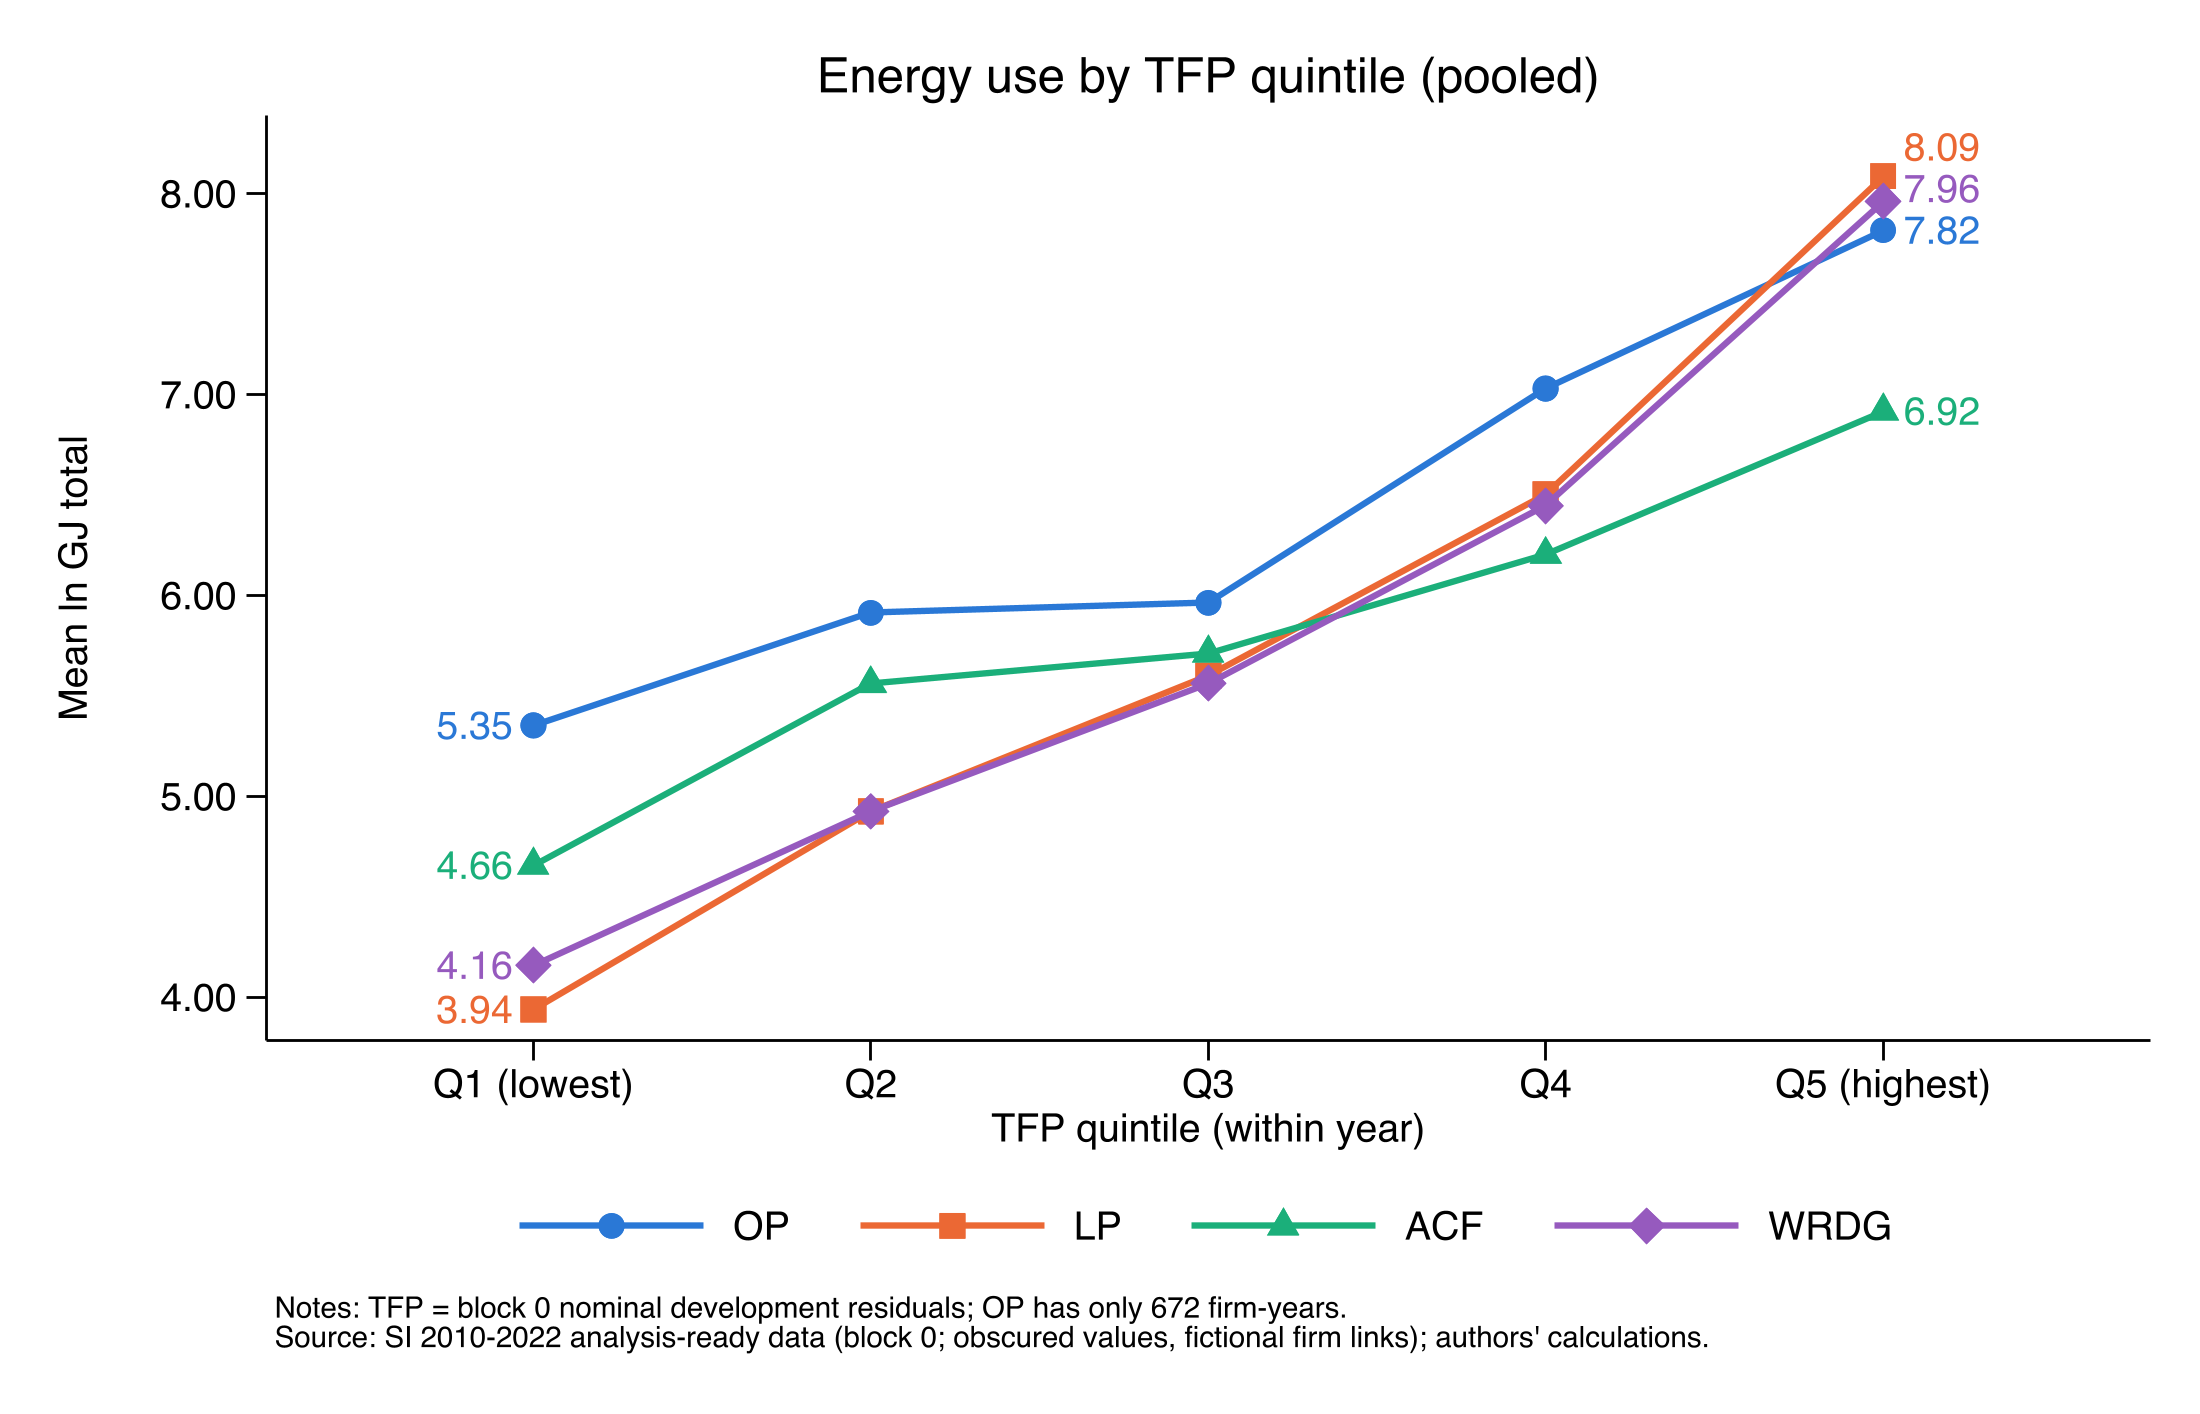 Energy use by TFP quintile (pooled)
Mean ln GJ total
8.00
7.00
6.00
5.00
4.00
8.09
7.96
7.82
6.92
5.35
4.66
4.16
3.94
Q1 (lowest) Q2 Q3 Q4 Q5 (highest)
TFP quintile (within year)
OP LP ACF WRDG
Notes: TFP = block 0 nominal development residuals; OP has only 672 firm-years.
Source: SI 2010-2022 analysis-ready data (block 0; obscured values, fictional firm links); authors' calculations.